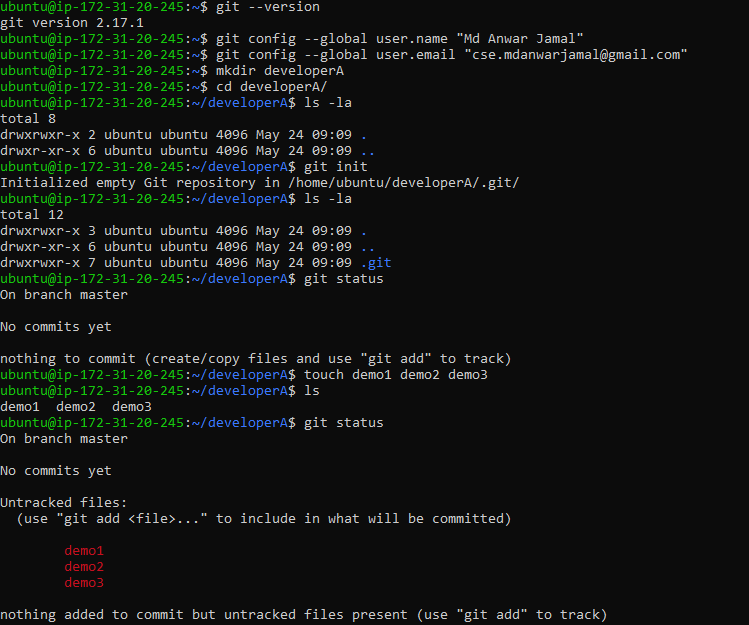 ubuntu@ip-172-31-20-245:~$ git --version
git version 2.17.1
ubuntu@ip-172-31-20-245:~$ git config --global user.name "Md Anwar Jamal"
ubuntu@ip-172-31-20-245:~$ git config --global user.email "cse.mdanwarjamal@gmail.com"
ubuntu@ip-172-31-20-245:~$ mkdir developerA
ubuntu@ip-172-31-20-245:~$ cd developerA/
ubuntu@ip-172-31-20-245:~/developerA$ ls -la
total 8
drwxrwxr-x 2 ubuntu ubuntu 4096 May 24 09:09 .
drwxr-xr-x 6 ubuntu ubuntu 4096 May 24 09:09 ..
ubuntu@ip-172-31-20-245:~/developerA$ git init
Initialized empty Git repository in /home/ubuntu/developerA/.git/
ubuntu@ip-172-31-20-245:~/developerA$ ls -la
total 12
drwxrwxr-x 3 ubuntu ubuntu 4096 May 24 09:09 .
drwxr-xr-x 6 ubuntu ubuntu 4096 May 24 09:09 ..
drwxrwxr-x 7 ubuntu ubuntu 4096 May 24 09:09 .git
ubuntu@ip-172-31-20-245:~/developerA$ git status
On branch master

No commits yet

nothing to commit (create/copy files and use "git add" to track)
ubuntu@ip-172-31-20-245:~/developerA$ touch demo1 demo2 demo3
ubuntu@ip-172-31-20-245:~/developerA$ ls
demo1  demo2  demo3
ubuntu@ip-172-31-20-245:~/developerA$ git status
On branch master

No commits yet

Untracked files:
  (use "git add <file>..." to include in what will be committed)

        demo1
        demo2
        demo3

nothing added to commit but untracked files present (use "git add" to track)